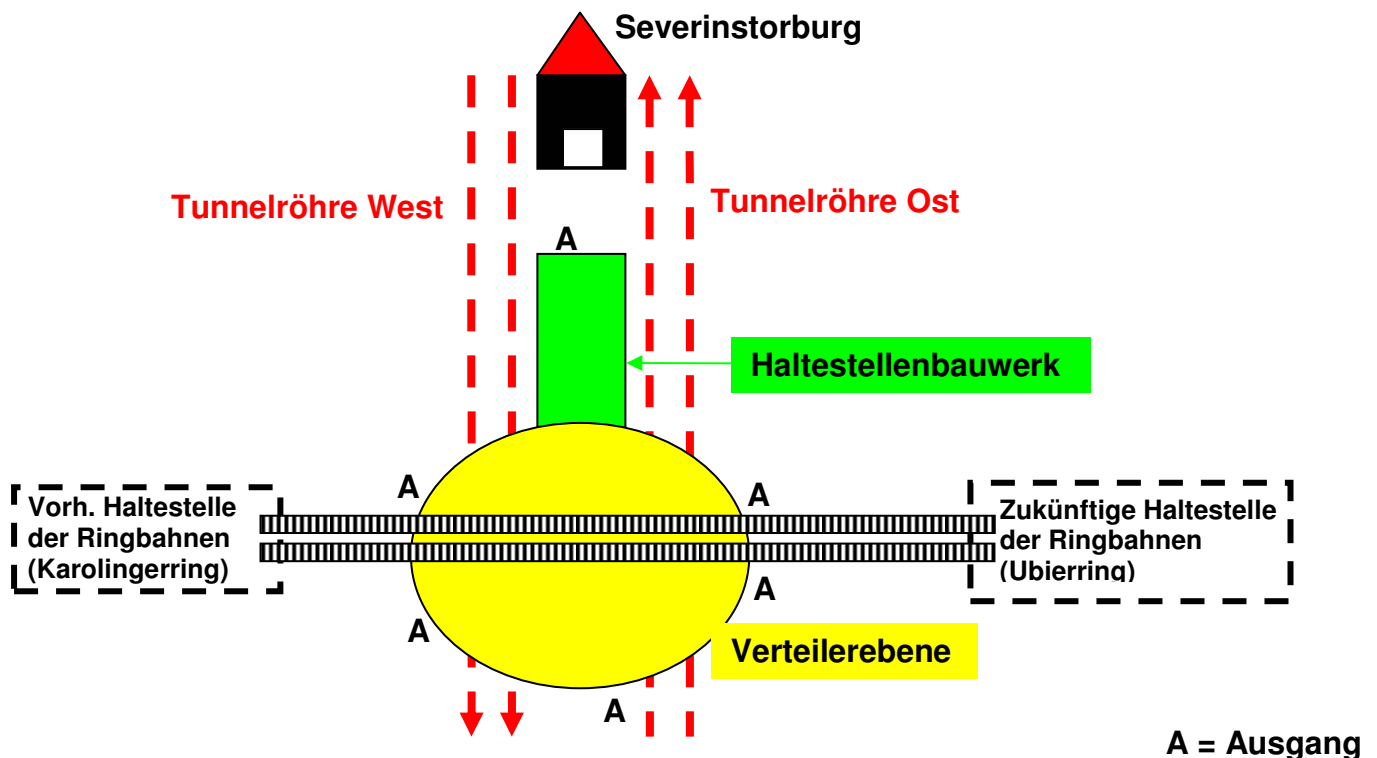 Severinstorburg
Tunnelröhre West
Tunnelröhre Ost
A
Haltestellenbauwerk
A
A
Vorh. Haltestelle
der Ringbahnen
(Karolingerring)
Zukünftige Haltestelle
der Ringbahnen
(Ubierring)
A
A
Verteilerebene
A
A = Ausgang